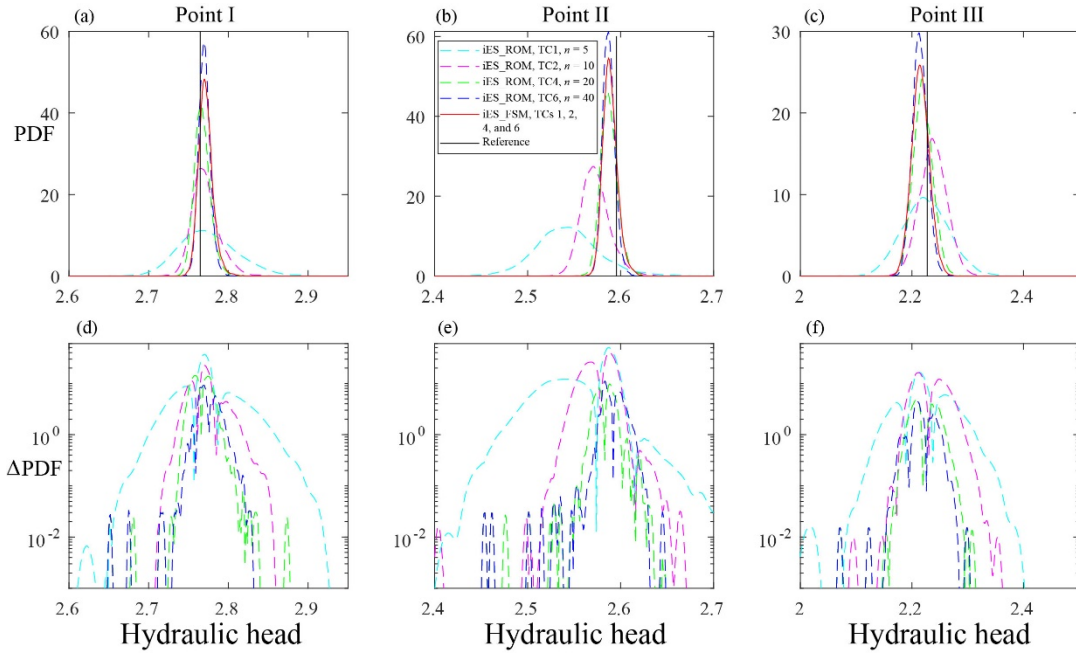 (a) Point I
(b) Point II
(c) Point III
60
40
20
0
PDF
2.6 2.7 2.8 2.9
60
40
20
0
iES_ROM, TC1, n = 5
iES_ROM, TC2, n = 10
iES_ROM, TC4, n = 20
iES_ROM, TC6, n = 40
iES_FSM, TCs 1, 2,
4, and 6
Reference
2.4 2.5 2.6 2.7
30
20
10
0
2 2.2 2.4
(d)
(e)
(f)
10^0
ΔPDF
10^-2
2.6 2.7 2.8 2.9
Hydraulic head
10^0
10^-2
2.4 2.5 2.6 2.7
Hydraulic head
10^0
10^-2
2 2.2 2.4
Hydraulic head